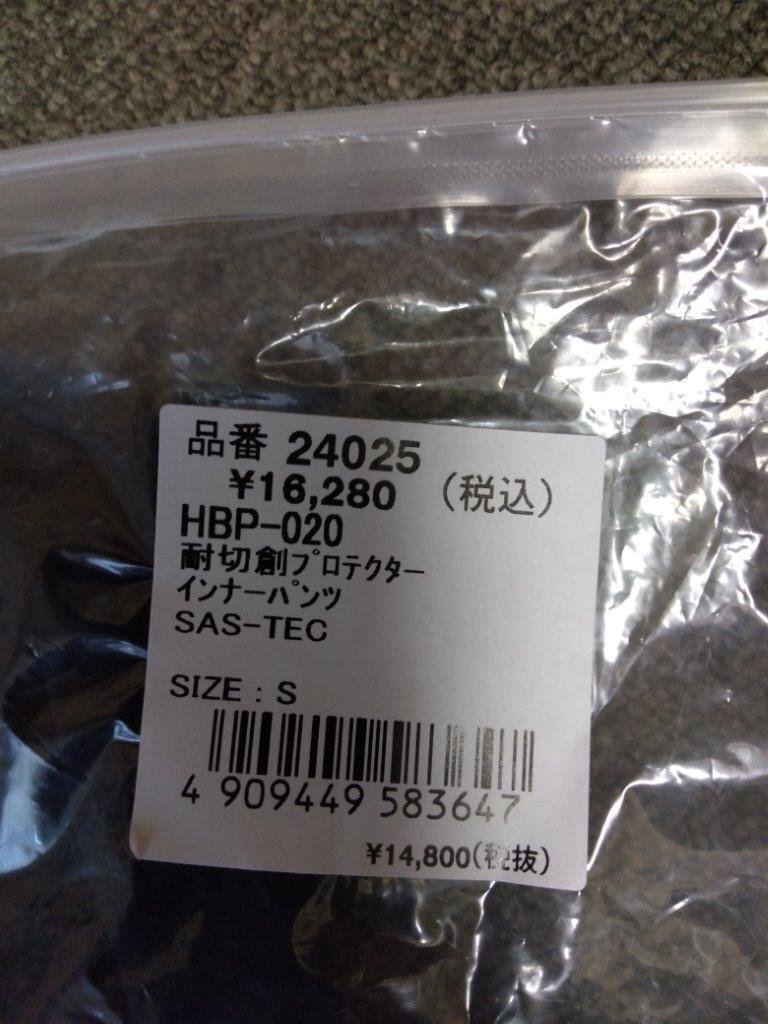 品番 24025
¥16,280 (税込)
HBP-020
耐切創プロテクター
インナーパンツ
SAS-TEC
SIZE : S
4 909449 583647
¥14,800(税抜)